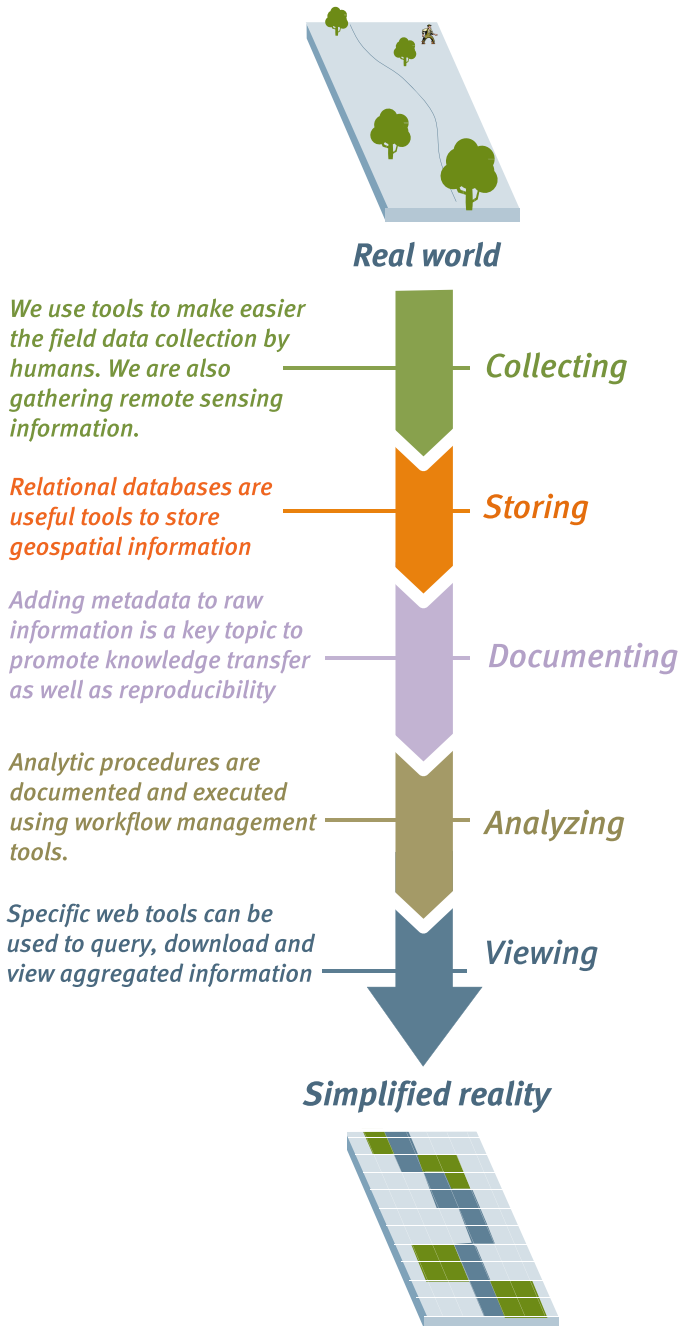 Real world
We use tools to make easier
the field data collection by
humans. We are also
gathering remote sensing
information.
Collecting
Relational databases are
useful tools to store
geospatial information
Storing
Adding metadata to raw
information is a key topic to
promote knowledge transfer
as well as reproducibility
Documenting
Analytic procedures are
documented and executed
using workflow management
tools.
Analyzing
Specific web tools can be
used to query, download and
view aggregated information
Viewing
Simplified reality